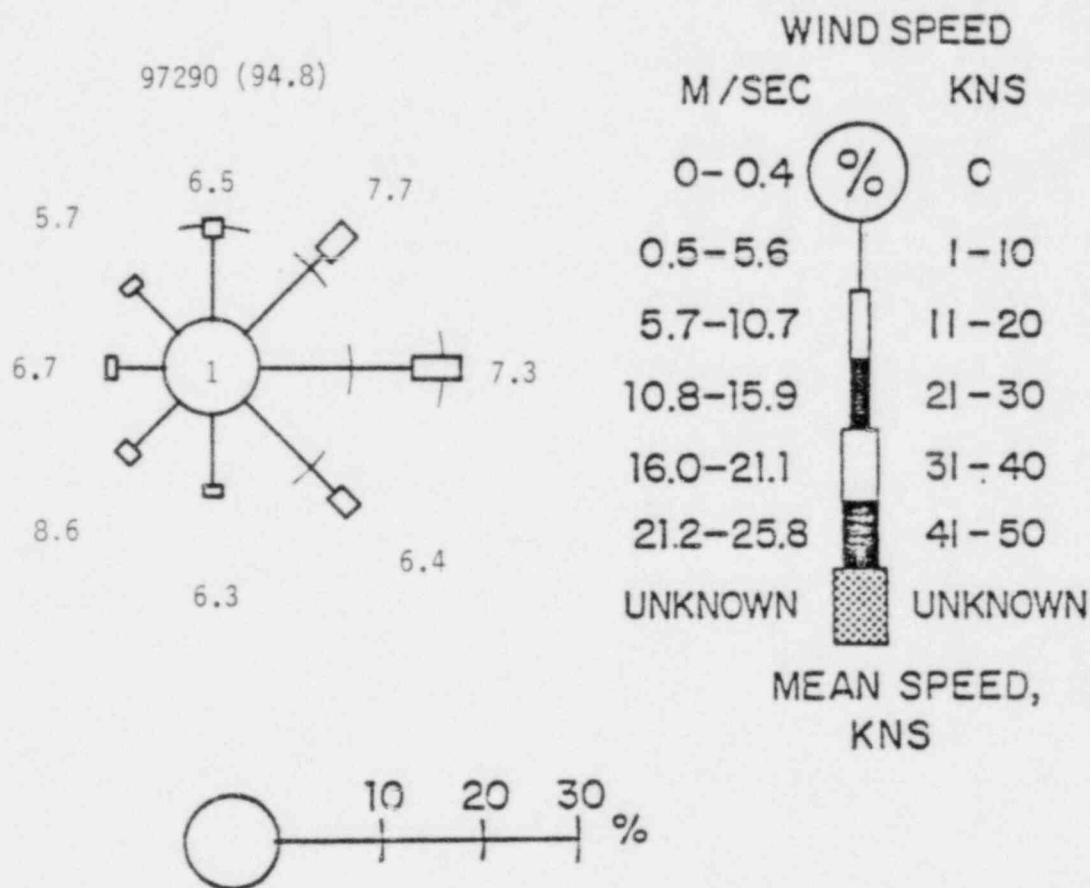 97290 (94.8)
6.5
7.7
5.7
6.7
1
7.3
8.6
6.4
6.3
WIND SPEED
M/SEC KNS
0-0.4 % 0
0.5-5.6 1-10
5.7-10.7 11-20
10.8-15.9 21-30
16.0-21.1 31-40
21.2-25.8 41-50
UNKNOWN UNKNOWN
MEAN SPEED,
KNS
10 20 30 %